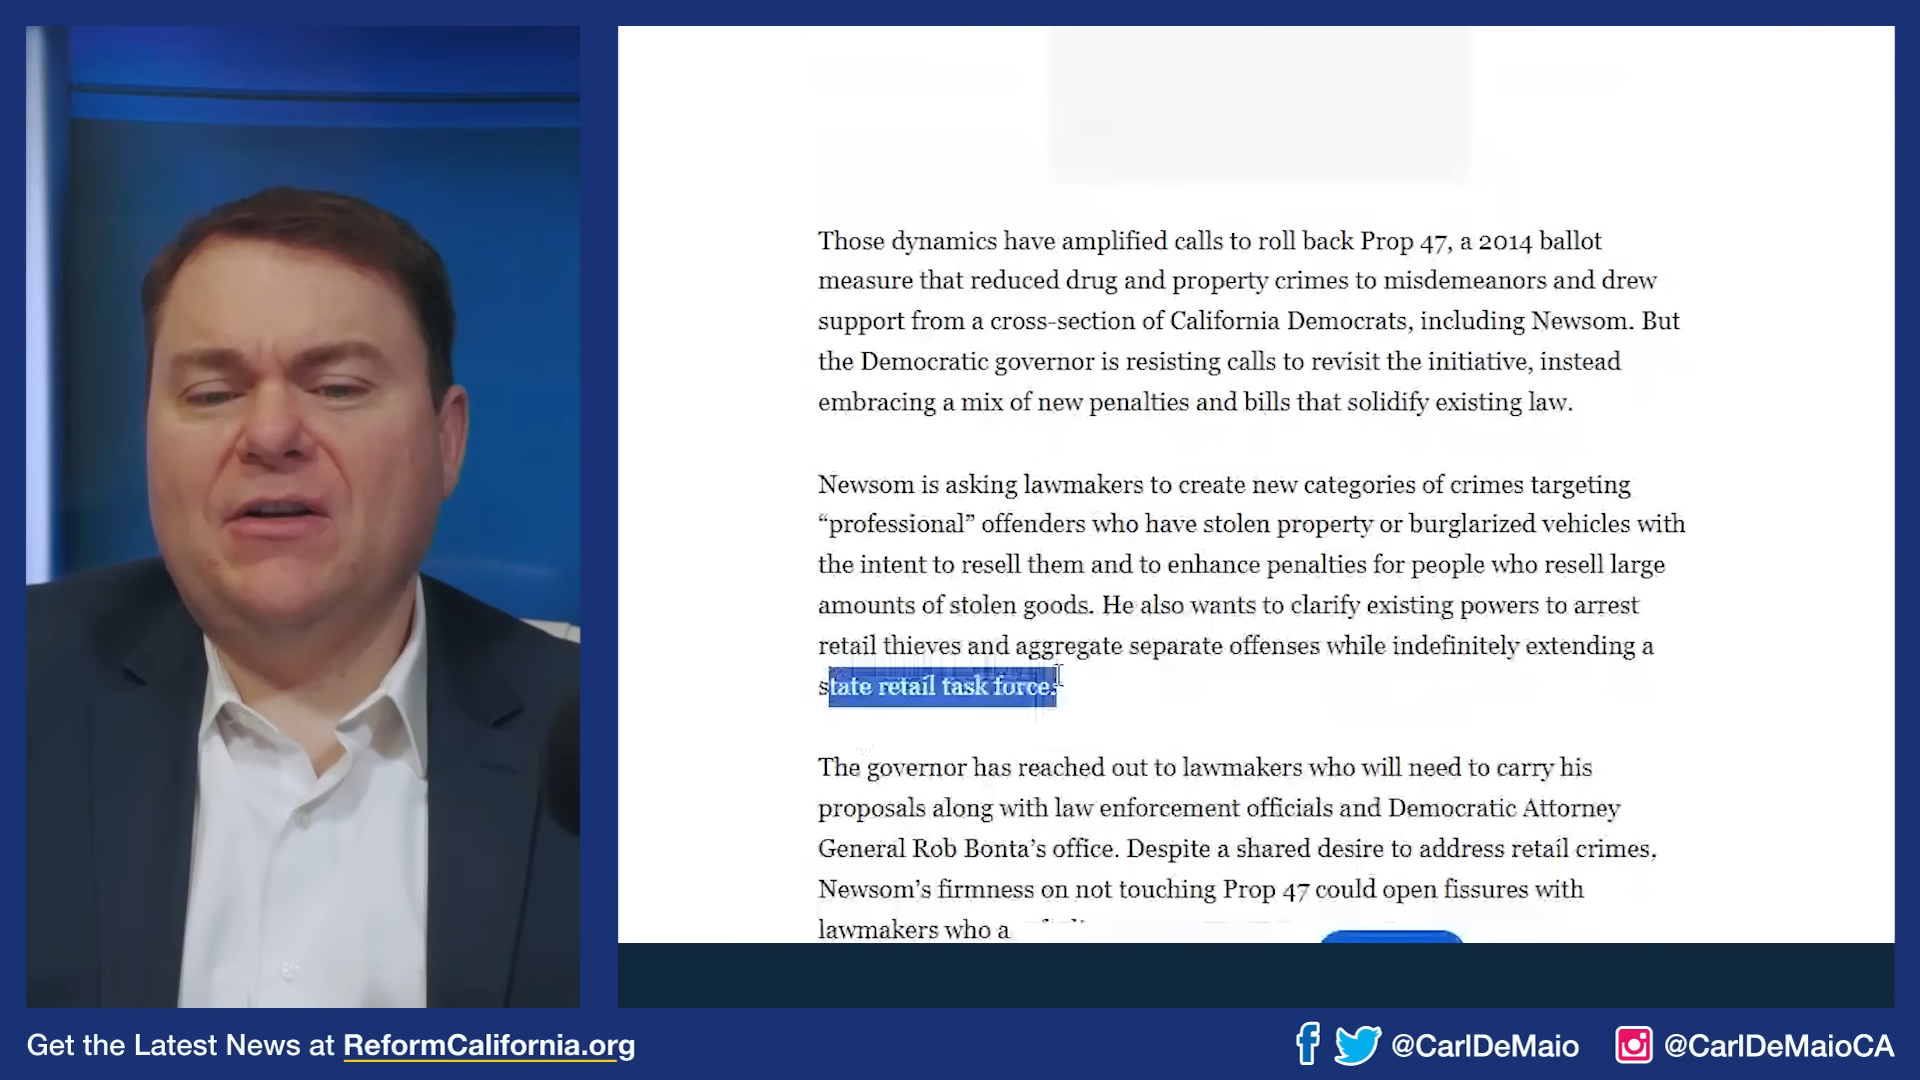 Those dynamics have amplified calls to roll back Prop 47, a 2014 ballot
measure that reduced drug and property crimes to misdemeanors and drew
support from a cross-section of California Democrats, including Newsom. But
the Democratic governor is resisting calls to revisit the initiative, instead
embracing a mix of new penalties and bills that solidify existing law.
Newsom is asking lawmakers to create new categories of crimes targeting
“professional” offenders who have stolen property or burglarized vehicles with
the intent to resell them and to enhance penalties for people who resell large
amounts of stolen goods. He also wants to clarify existing powers to arrest
retail thieves and aggregate separate offenses while indefinitely extending a
state retail task force.
The governor has reached out to lawmakers who will need to carry his
proposals along with law enforcement officials and Democratic Attorney
General Rob Bonta’s office. Despite a shared desire to address retail crimes,
Newsom’s firmness on not touching Prop 47 could open fissures with
lawmakers who a
Get the Latest News at ReformCalifornia.org
@CarlDeMaio
@CarlDeMaioCA